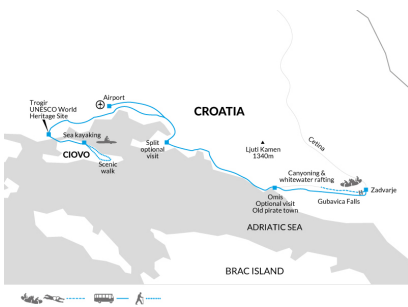 Airport
Trogir
UNESCO World
Heritage Site
CROATIA
Sea kayaking
Split
optional
visit
Ljuti Kamen
1340m
Cetina
CIOVO
Scenic
walk
Canyoning &
whitewater rafting
Zadvarje
Omis
Optional visit
Old pirate town
Gubavica Falls
ADRIATIC SEA
BRAC ISLAND